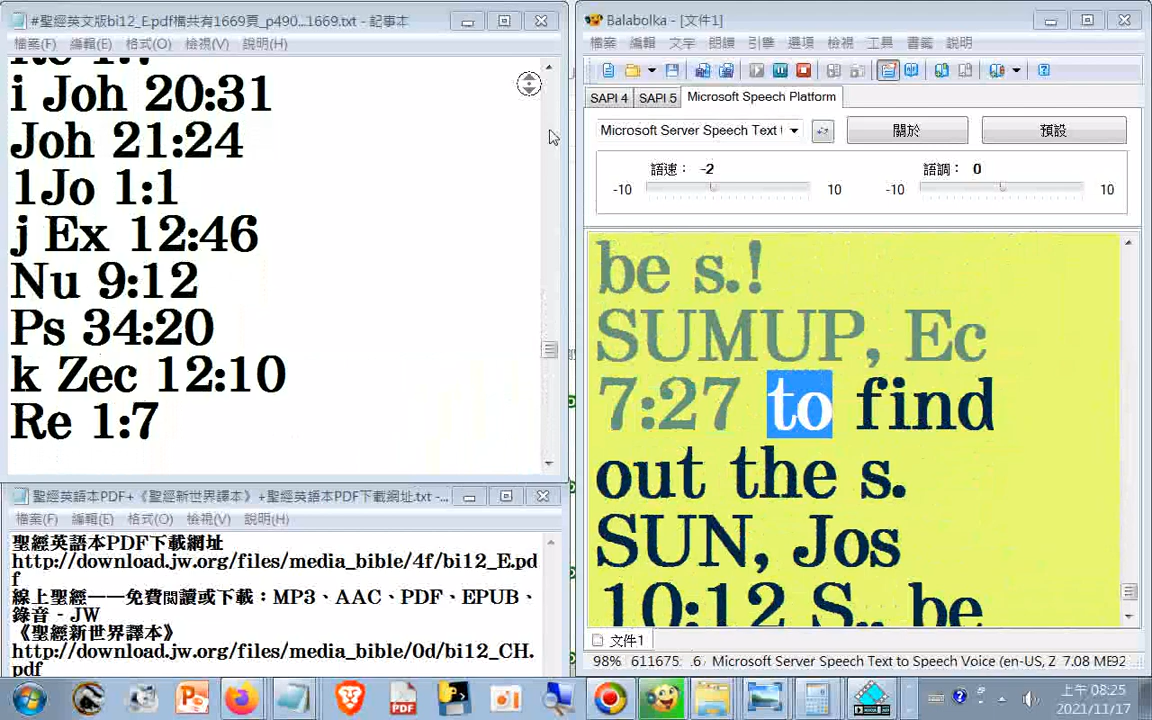 #聖經英文版bi12_E.pdf檔共有1669頁_p490...1669.txt - 記事本
檔案(F) 編輯(E) 格式(O) 檢視(V) 說明(H)
i Joh 20:31
Joh 21:24
1Jo 1:1
j Ex 12:46
Nu 9:12
Ps 34:20
k Zec 12:10
Re 1:7
聖經英語本PDF+《聖經新世界譯本》+聖經英語本PDF下載網址.txt - ...
檔案(F) 編輯(E) 格式(O) 檢視(V) 說明(H)
聖經英語本PDF下載網址
http://download.jw.org/files/media_bible/4f/bi12_E.pd
f
線上聖經——免費閱讀或下載：MP3、AAC、PDF、EPUB、
錄音 - JW
《聖經新世界譯本》
http://download.jw.org/files/media_bible/0d/bi12_CH.
pdf
Balabolka - [文件1]
檔案 編輯 文字 朗讀 引擎 選項 檢視 工具 書籤 說明
SAPI 4 SAPI 5 Microsoft Speech Platform
Microsoft Server Speech Text 關於 預設
語速： -2 語調： 0
-10 10 -10 10
be s.!
SUMUP, Ec
7:27 to find
out the s.
SUN, Jos
10:12 S., be
文件1
98% 611675: .6 Microsoft Server Speech Text to Speech Voice (en-US, Z 7.08 ME92
上午 08:25
2021/11/17